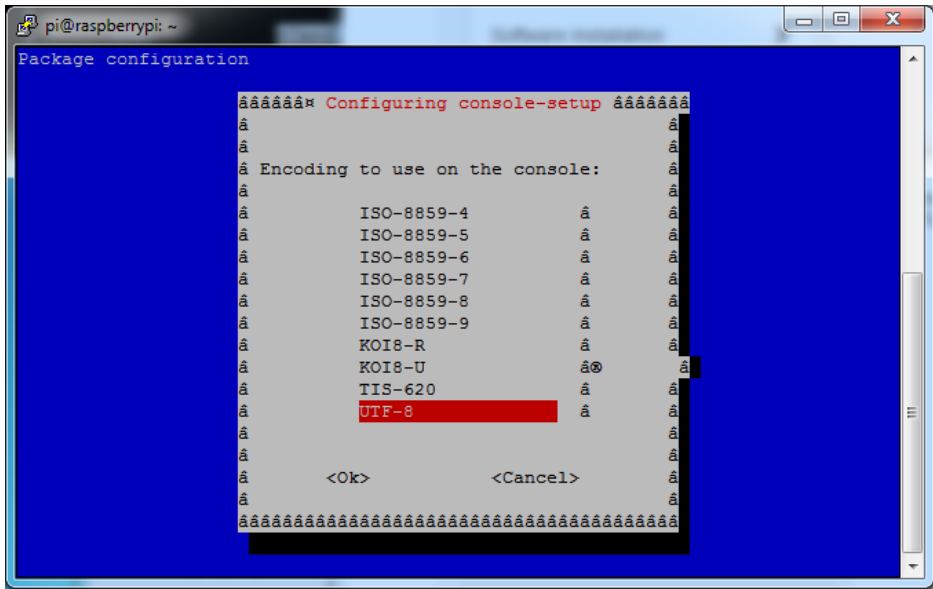 pi@raspberrypi: ~
Package configuration
ââââââ¤ Configuring console-setup âââââââ
â â
â â
â Encoding to use on the console: â
â â
â ISO-8859-4 â â
â ISO-8859-5 â â
â ISO-8859-6 â â
â ISO-8859-7 â â
â ISO-8859-8 â â
â ISO-8859-9 â â
â KOI8-R â â
â KOI8-U â® â
â TIS-620 â â
â UTF-8 â â
â â
â â
â <Ok> <Cancel> â
â â
ââââââââââââââââââââââââââââââââââââââââ